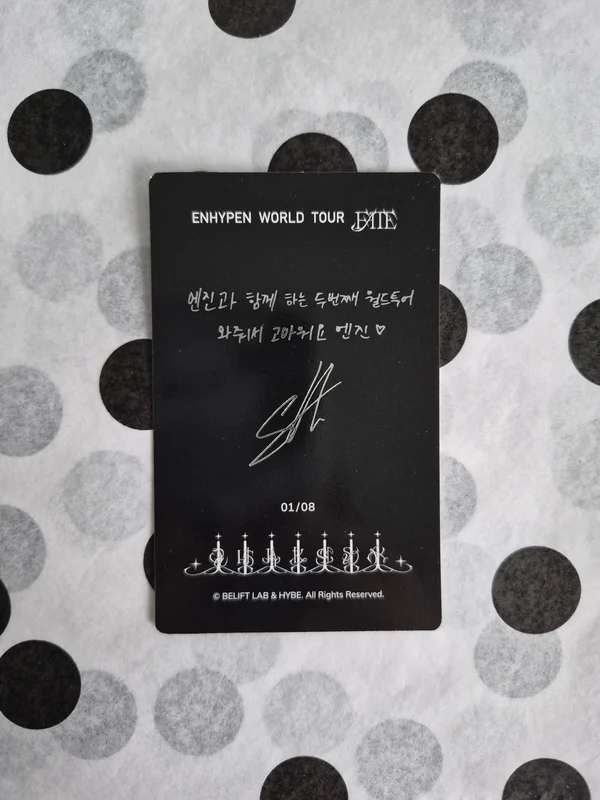 ENHYPEN WORLD TOUR FATE
엔진과 함께 하는 두번째 월드투어
와줘서 고마워요 엔진 ♡
01/08
© BELIFT LAB & HYBE. All Rights Reserved.